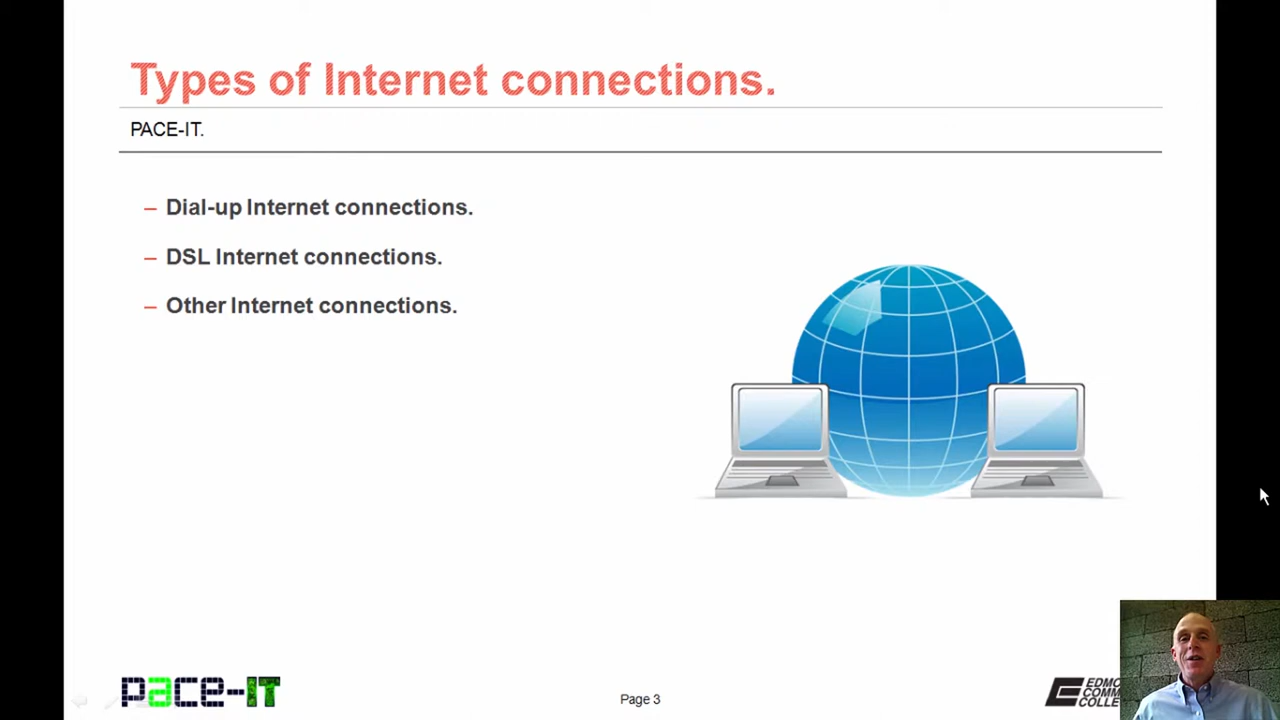 Types of Internet connections.
PACE-IT.
– Dial-up Internet connections.
– DSL Internet connections.
– Other Internet connections.
pace-IT
Page 3
COLLEGE